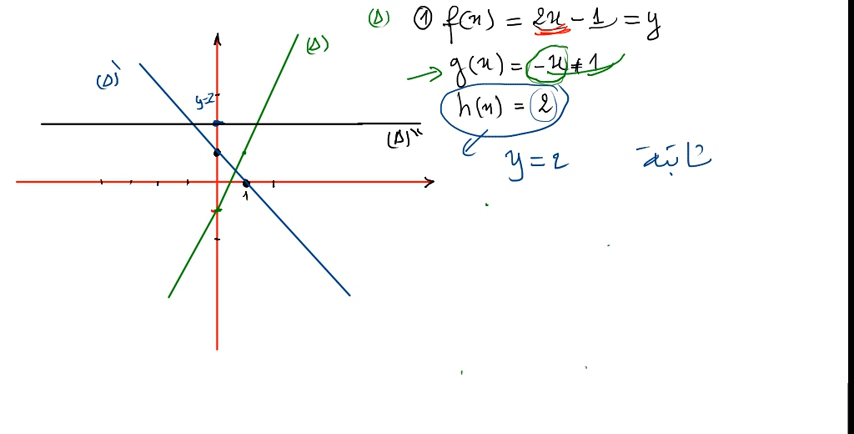 (Δ) ① f(x) = 2x - 1 = y
g(x) = -x + 1
h(x) = 2
y = 2 ثابتة
(Δ)
(Δ)'
y=2
(Δ)"
1